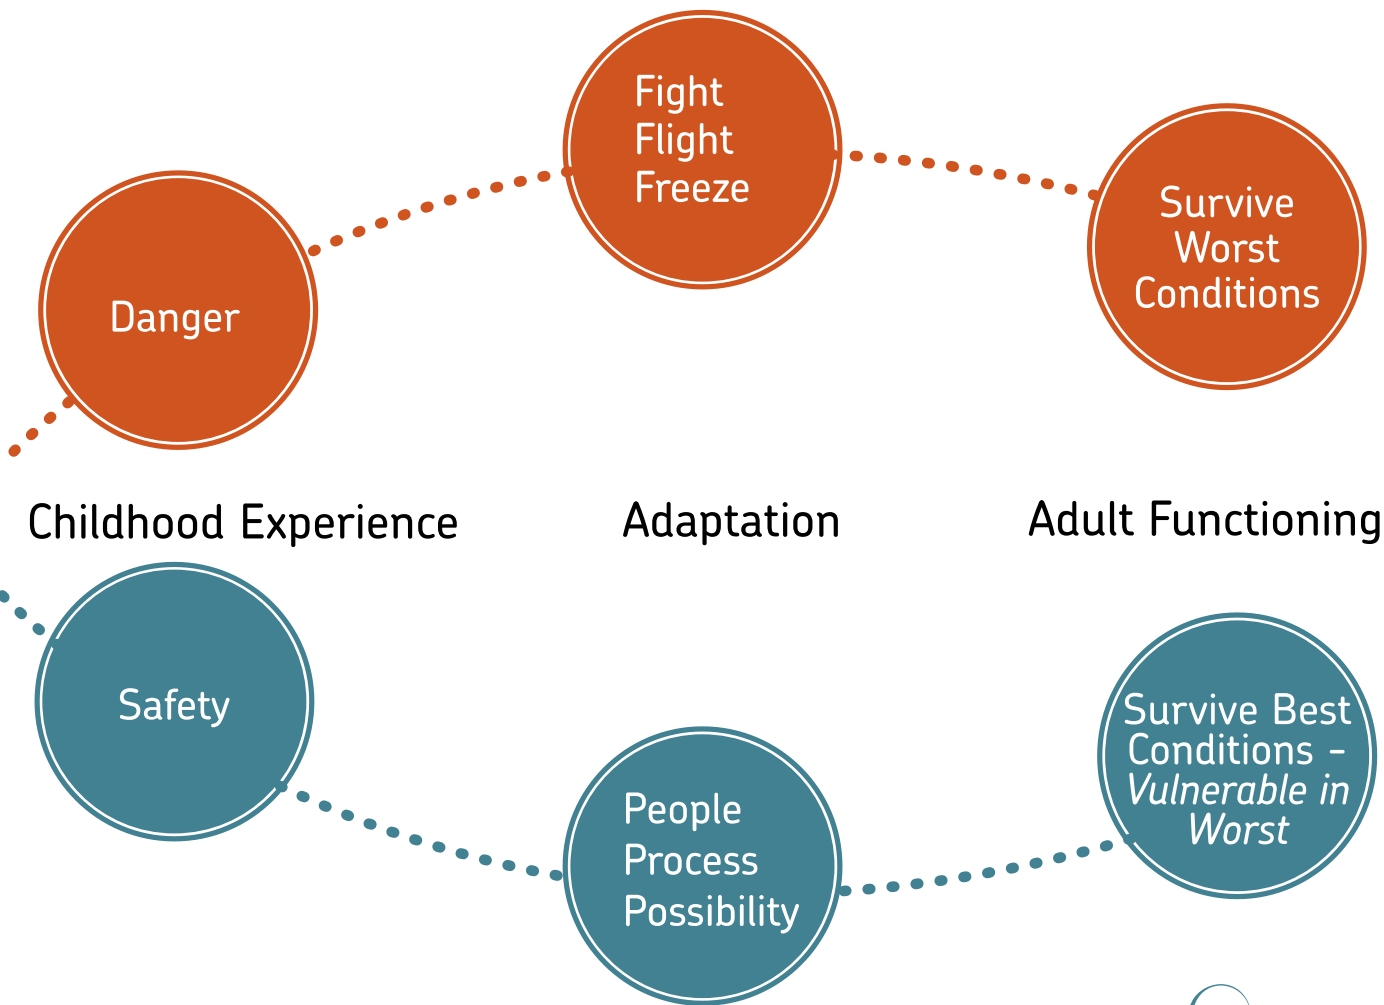 Fight
Flight
Freeze
Danger
Survive
Worst
Conditions
Childhood Experience
Adaptation
Adult Functioning
Safety
People
Process
Possibility
Survive Best
Conditions -
Vulnerable in
Worst